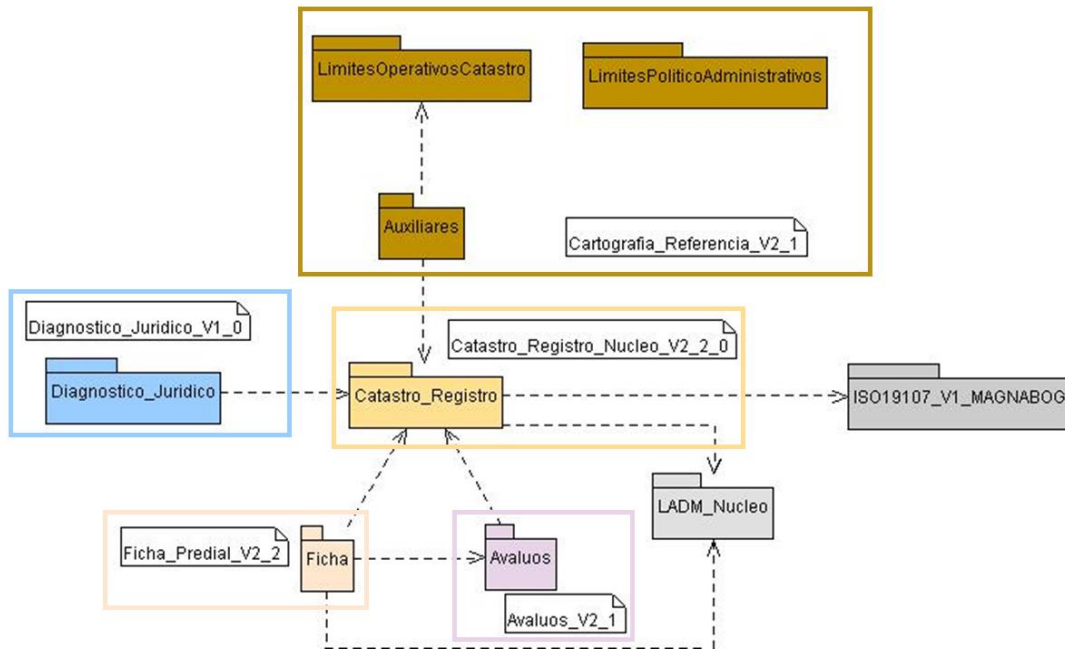 LimitesOperativosCatastro
LimitesPoliticoAdministrativos
Auxiliares
Cartografia_Referencia_V2_1
Diagnostico_Juridico_V1_0
Diagnostico_Juridico
Catastro_Registro_Nucleo_V2_2_0
Catastro_Registro
ISO19107_V1_MAGNABOG
LADM_Nucleo
Ficha_Predial_V2_2
Ficha
Avaluos
Avaluos_V2_1